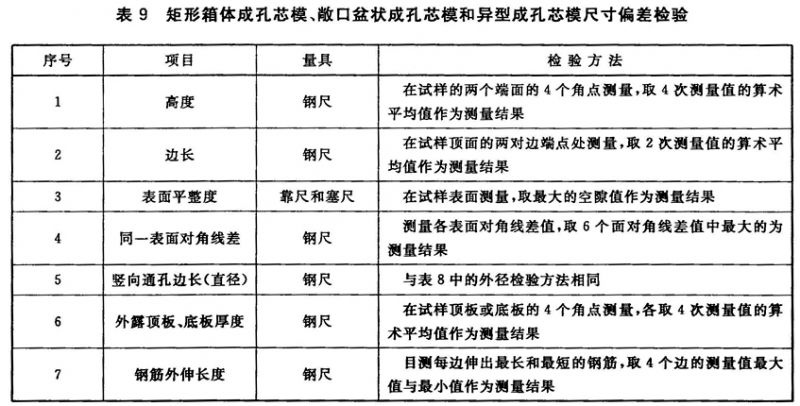 表 9 矩形箱体成孔芯模、敞口盆状成孔芯模和异型成孔芯模尺寸偏差检验
序号 项目 量具 检验方法
1 高度 钢尺 在试样的两个端面的4个角点测量,取4次测量值的算术
平均值作为测量结果
2 边长 钢尺 在试样顶面的两对边端点处测量,取2次测量值的算术平
均值作为测量结果
3 表面平整度 靠尺和塞尺 在试样表面测量,取最大的空隙值作为测量结果
4 同一表面对角线差 钢尺 测量各表面对角线差值,取6个面对角线差值中最大的为
测量结果
5 竖向通孔边长(直径) 钢尺 与表8中的外径检验方法相同
6 外露顶板、底板厚度 钢尺 在试样顶板或底板的4个角点测量,各取4次测量值的算
术平均值作为测量结果
7 钢筋外伸长度 钢尺 目测每边伸出最长和最短的钢筋,取4个边的测量值最大
值与最小值作为测量结果